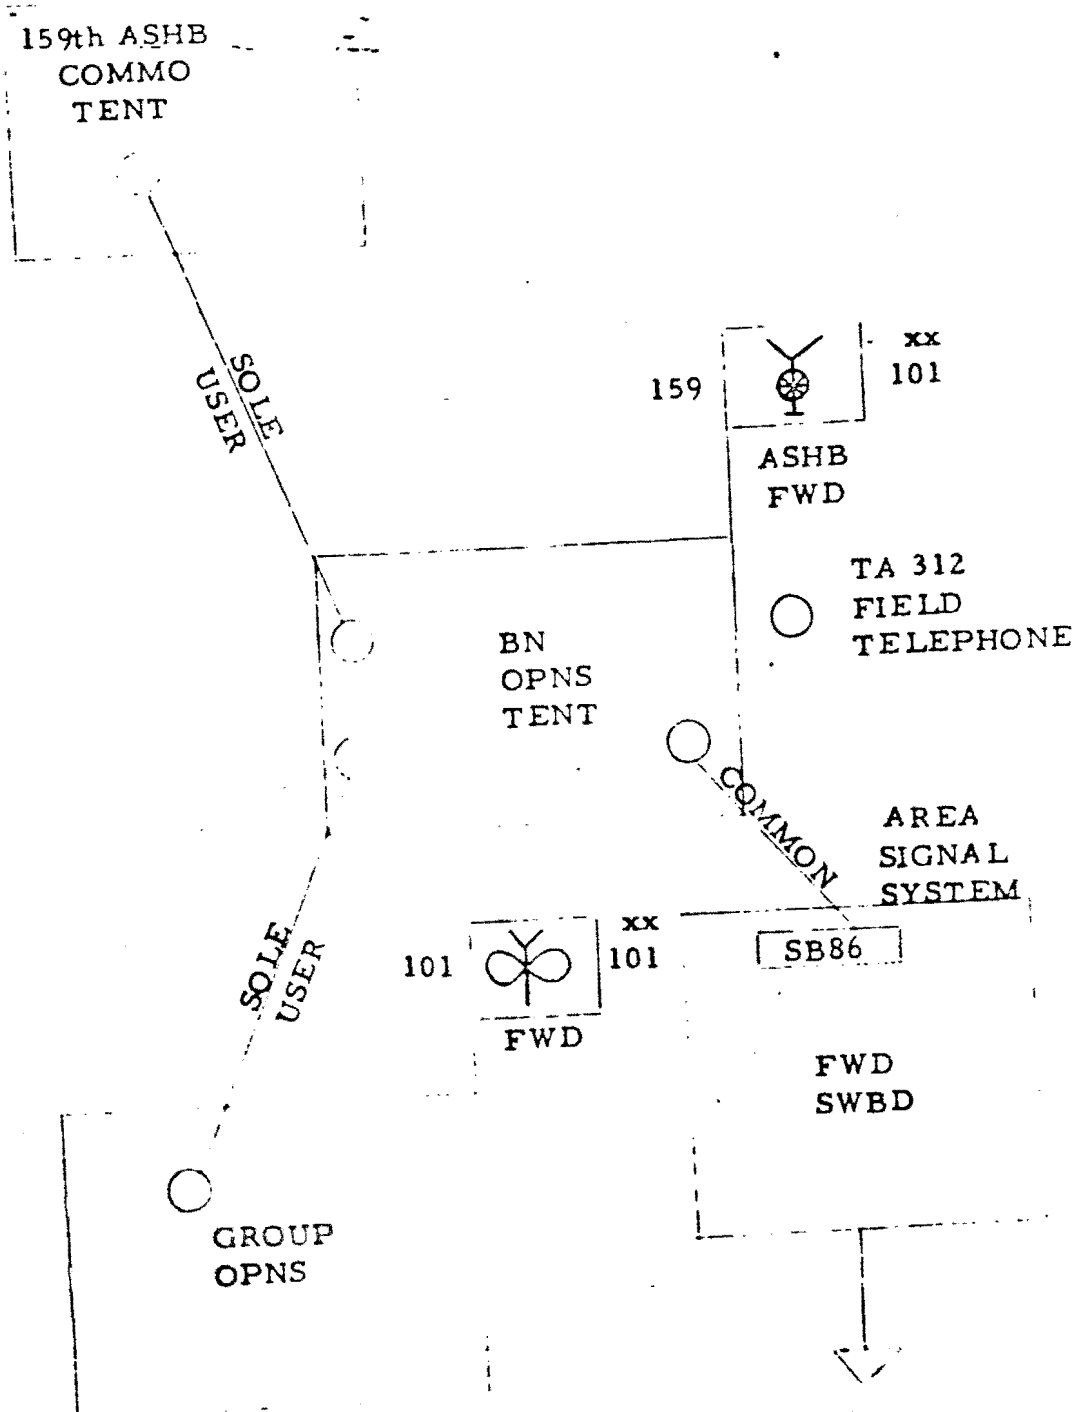 159th ASHB
COMMO
TENT
SOLE
USER
159
xx
101
ASHB
FWD
TA 312
FIELD
TELEPHONE
BN
OPNS
TENT
COMMON
AREA
SIGNAL
SYSTEM
SOLE
USER
101
xx
101
FWD
SB86
FWD
SWBD
GROUP
OPNS